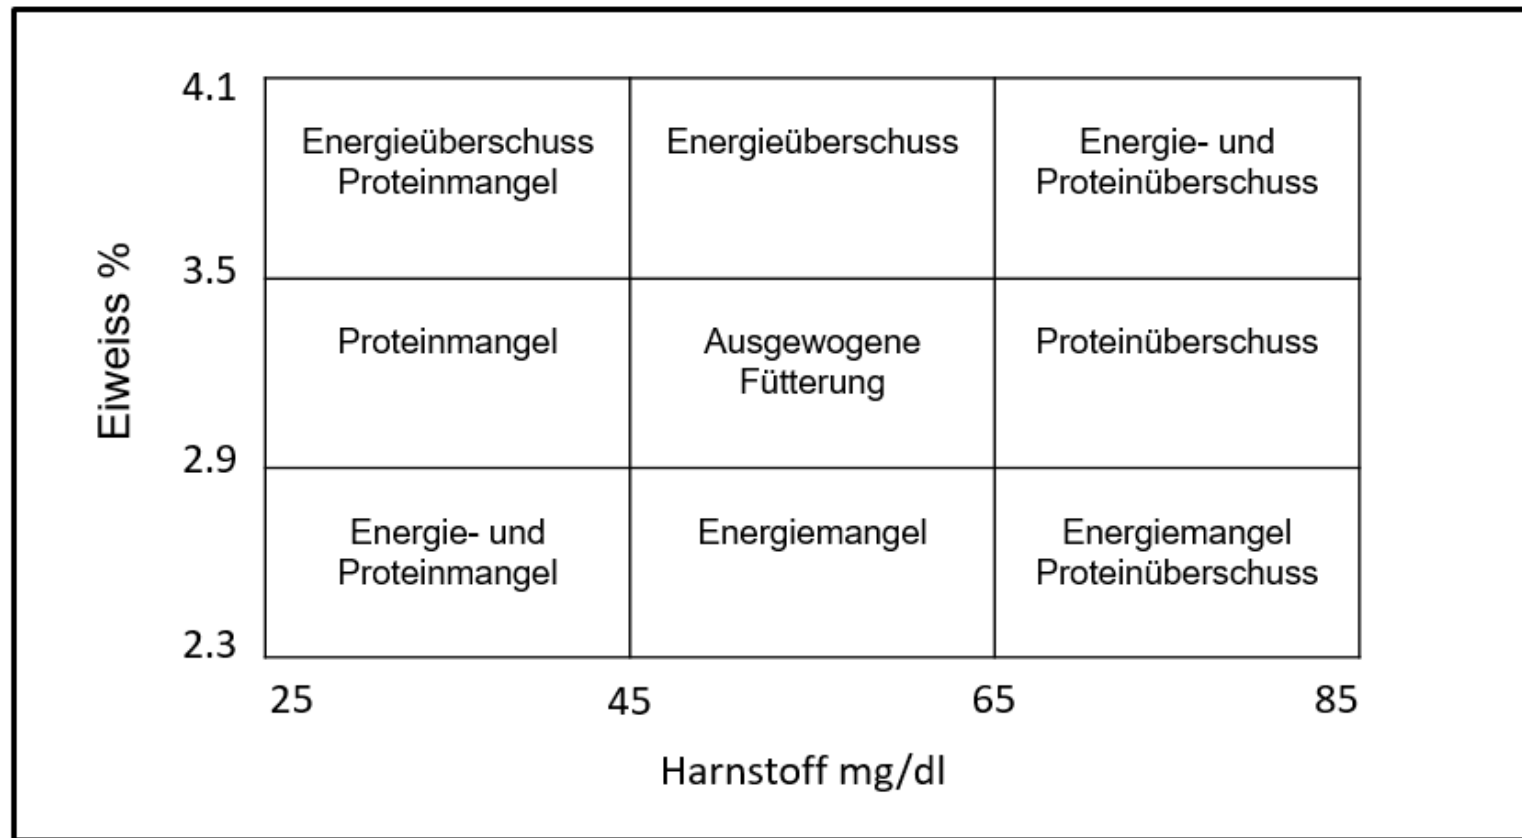 4.1
Energieüberschuss
Proteinmangel
Energieüberschuss
Energie- und
Proteinüberschuss
3.5
Proteinmangel
Ausgewogene
Fütterung
Proteinüberschuss
2.9
Energie- und
Proteinmangel
Energiemangel
Energiemangel
Proteinüberschuss
2.3
Eiweiss %
25
45
65
85
Harnstoff mg/dl